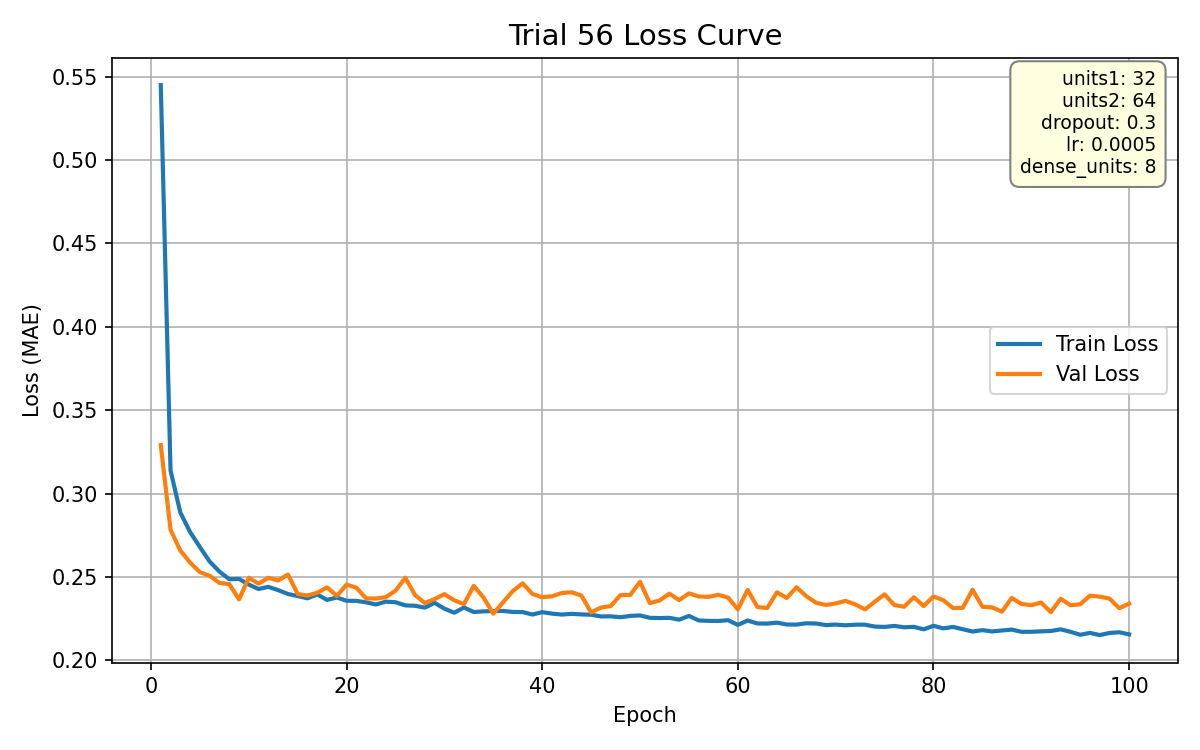 Trial 56 Loss Curve
units1: 32
units2: 64
dropout: 0.3
lr: 0.0005
dense_units: 8
Loss (MAE)
0.55
0.50
0.45
0.40
0.35
0.30
0.25
0.20
Train Loss
Val Loss
0 20 40 60 80 100
Epoch